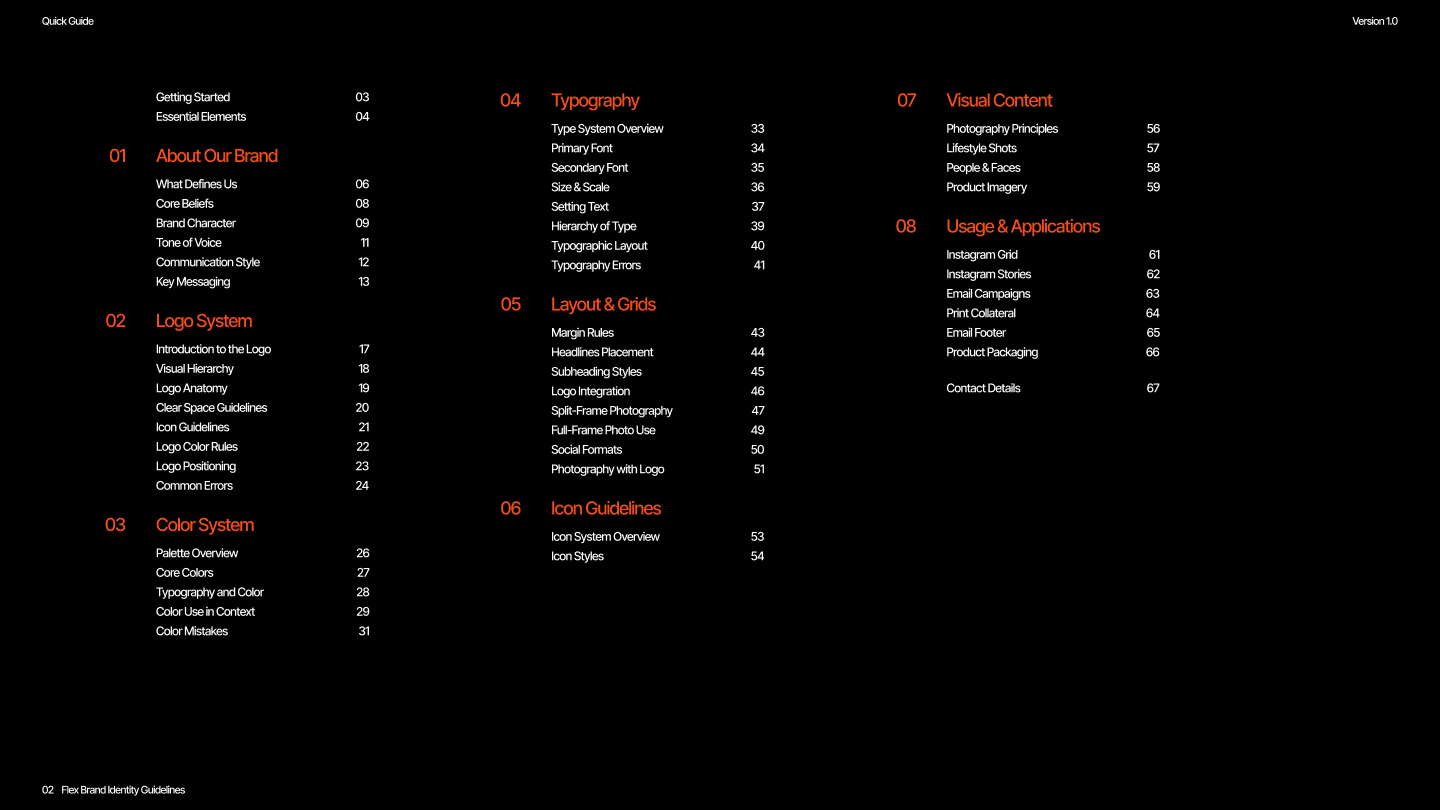 Quick Guide
Version 1.0
Getting Started 03
Essential Elements 04
01 About Our Brand
What Defines Us 06
Core Beliefs 08
Brand Character 09
Tone of Voice 11
Communication Style 12
Key Messaging 13
02 Logo System
Introduction to the Logo 17
Visual Hierarchy 18
Logo Anatomy 19
Clear Space Guidelines 20
Icon Guidelines 21
Logo Color Rules 22
Logo Positioning 23
Common Errors 24
03 Color System
Palette Overview 26
Core Colors 27
Typography and Color 28
Color Use in Context 29
Color Mistakes 31
04 Typography
Type System Overview 33
Primary Font 34
Secondary Font 35
Size & Scale 36
Setting Text 37
Hierarchy of Type 39
Typographic Layout 40
Typography Errors 41
05 Layout & Grids
Margin Rules 43
Headlines Placement 44
Subheading Styles 45
Logo Integration 46
Split-Frame Photography 47
Full-Frame Photo Use 49
Social Formats 50
Photography with Logo 51
06 Icon Guidelines
Icon System Overview 53
Icon Styles 54
07 Visual Content
Photography Principles 56
Lifestyle Shots 57
People & Faces 58
Product Imagery 59
08 Usage & Applications
Instagram Grid 61
Instagram Stories 62
Email Campaigns 63
Print Collateral 64
Email Footer 65
Product Packaging 66
Contact Details 67
02 Flex Brand Identity Guidelines